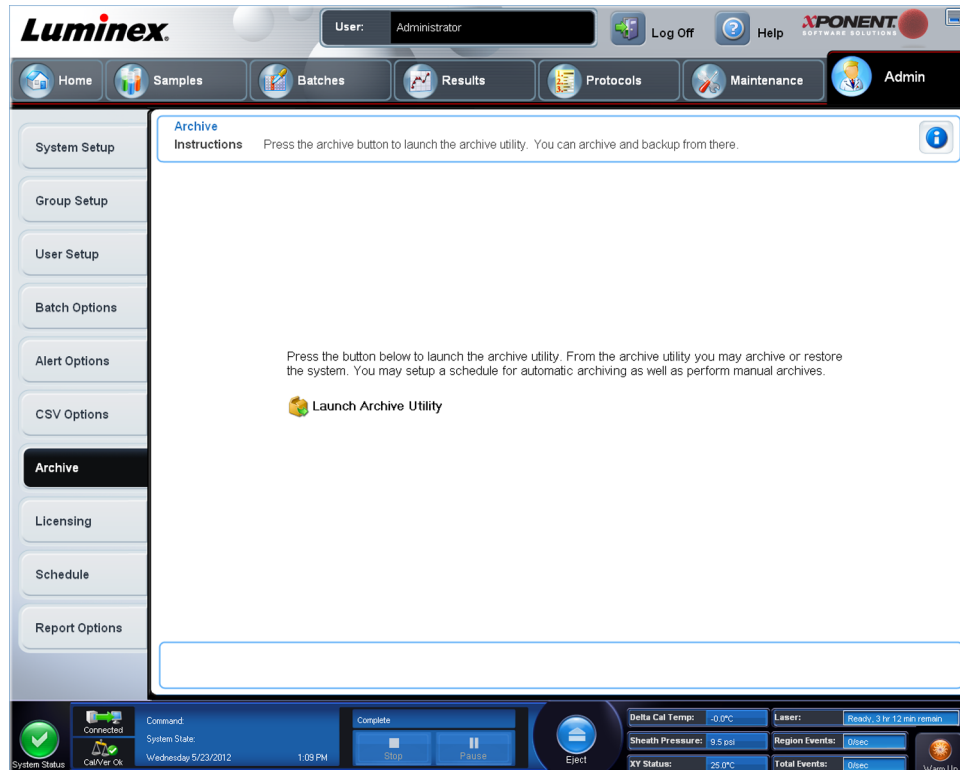 Luminex.
User: Administrator
Log Off
Help
XPONENT.
SOFTWARE SOLUTIONS
Home
Samples
Batches
Results
Protocols
Maintenance
Admin
System Setup
Group Setup
User Setup
Batch Options
Alert Options
CSV Options
Archive
Licensing
Schedule
Report Options
Archive
Instructions Press the archive button to launch the archive utility. You can archive and backup from there.
Press the button below to launch the archive utility. From the archive utility you may archive or restore
the system. You may setup a schedule for automatic archiving as well as perform manual archives.
Launch Archive Utility
System Status
Connected
Cal/Ver Ok
Command:
System State:
Wednesday 5/23/2012 1:09 PM
Complete
Stop
Pause
Eject
Delta Cal Temp: -0.0°C
Sheath Pressure: 9.5 psi
XY Status: 25.0°C
Laser: Ready, 3 hr 12 min remain
Region Events: 0/sec
Total Events: 0/sec
Warm Up